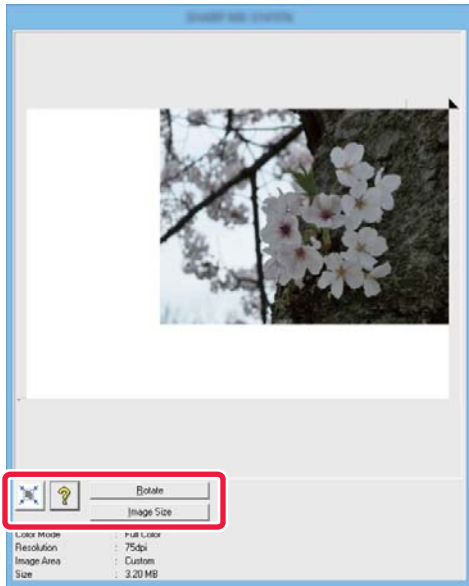 Rotate
Image Size
Color Mode : Full Color
Resolution : 75dpi
Image Area : Custom
Size : 3.20 MB